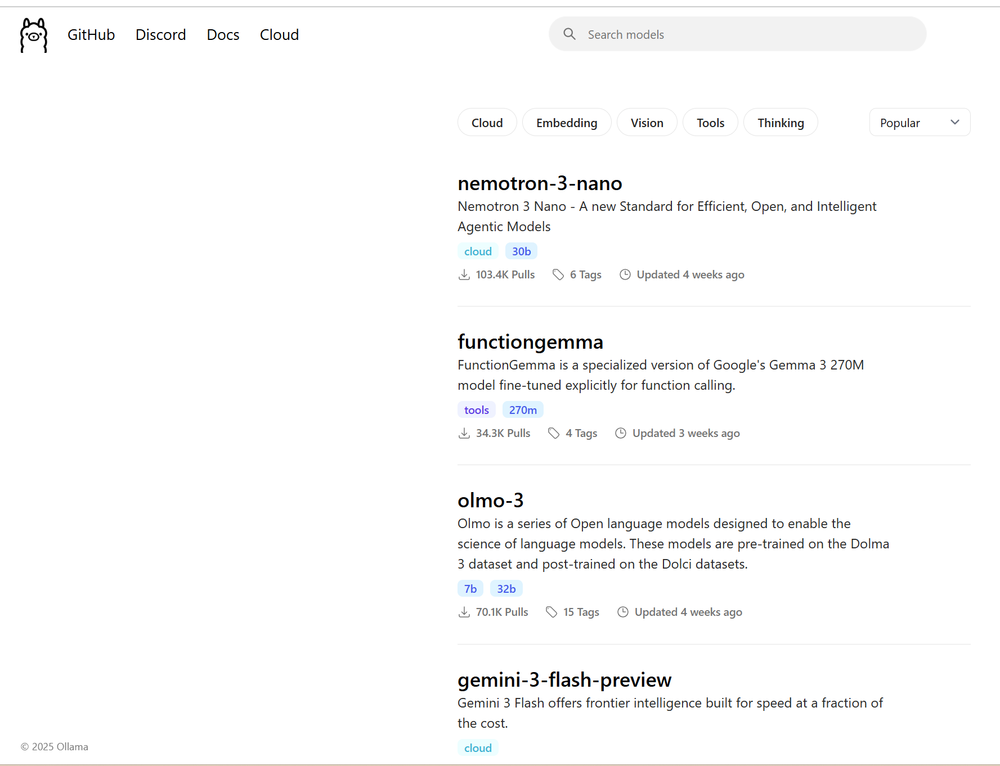 GitHub Discord Docs Cloud Search models
Cloud Embedding Vision Tools Thinking Popular
nemotron-3-nano
Nemotron 3 Nano - A new Standard for Efficient, Open, and Intelligent
Agentic Models
cloud 30b
103.4K Pulls 6 Tags Updated 4 weeks ago
functiongemma
FunctionGemma is a specialized version of Google's Gemma 3 270M
model fine-tuned explicitly for function calling.
tools 270m
34.3K Pulls 4 Tags Updated 3 weeks ago
olmo-3
Olmo is a series of Open language models designed to enable the
science of language models. These models are pre-trained on the Dolma
3 dataset and post-trained on the Dolci datasets.
7b 32b
70.1K Pulls 15 Tags Updated 4 weeks ago
gemini-3-flash-preview
Gemini 3 Flash offers frontier intelligence built for speed at a fraction of
the cost.
cloud
© 2025 Ollama